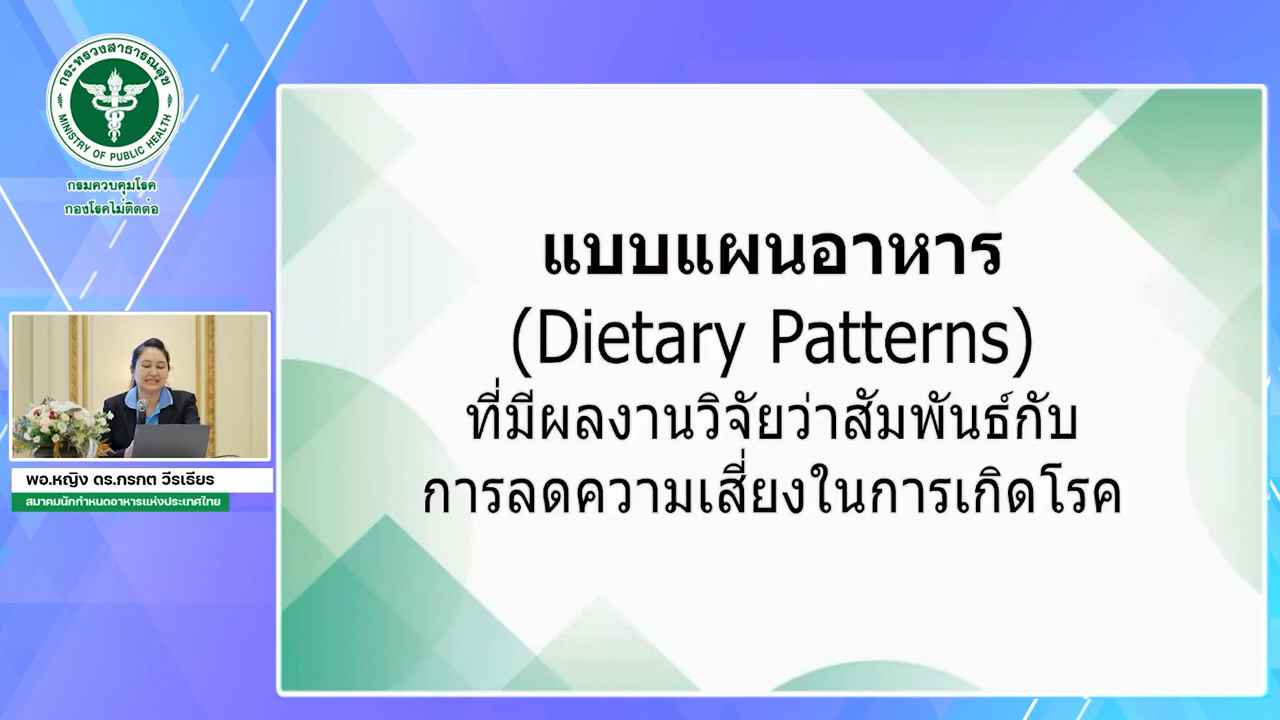 กระทรวงสาธารณสุข
MINISTRY OF PUBLIC HEALTH
กรมควบคุมโรค
กองโรคไม่ติดต่อ
แบบแผนอาหาร
(Dietary Patterns)
ที่มีผลงานวิจัยว่าสัมพันธ์กับ
การลดความเสี่ยงในการเกิดโรค
พอ.หญิง ดร.กรกต วีรเธียร
สมาคมนักกำหนดอาหารแห่งประเทศไทย